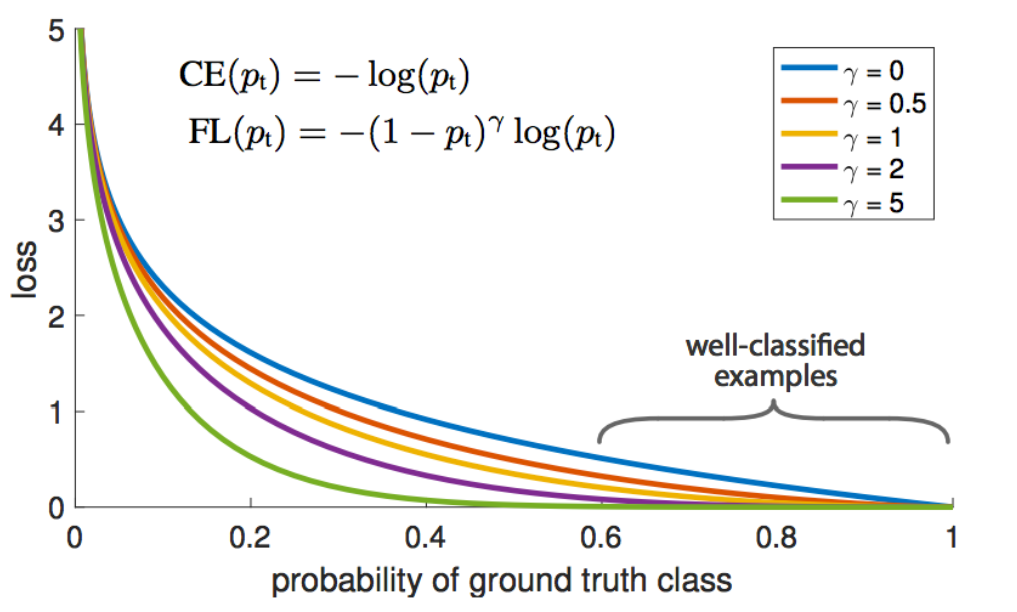 5
4
3
2
1
0
loss
CE(pₜ) = − log(pₜ)
FL(pₜ) = −(1 − pₜ)^γ log(pₜ)
γ = 0
γ = 0.5
γ = 1
γ = 2
γ = 5
well-classified
examples
0 0.2 0.4 0.6 0.8 1
probability of ground truth class